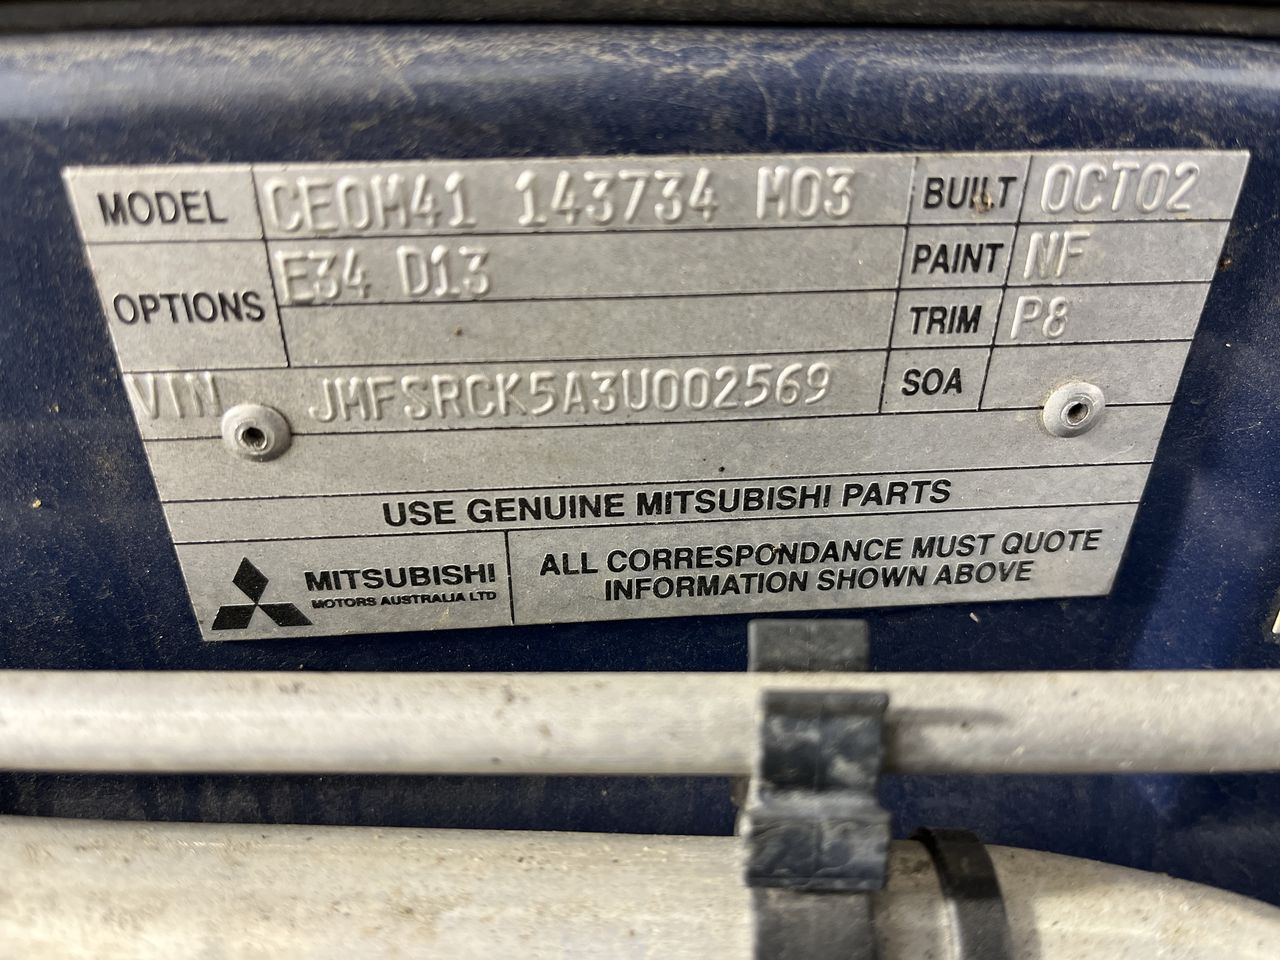 MODEL CE0M41 143734 M03 BUILT OCT02
OPTIONS E34 D13 PAINT NF
TRIM P8
VIN JMFSRCK5A3U002569 SOA
USE GENUINE MITSUBISHI PARTS
MITSUBISHI
MOTORS AUSTRALIA LTD
ALL CORRESPONDANCE MUST QUOTE
INFORMATION SHOWN ABOVE